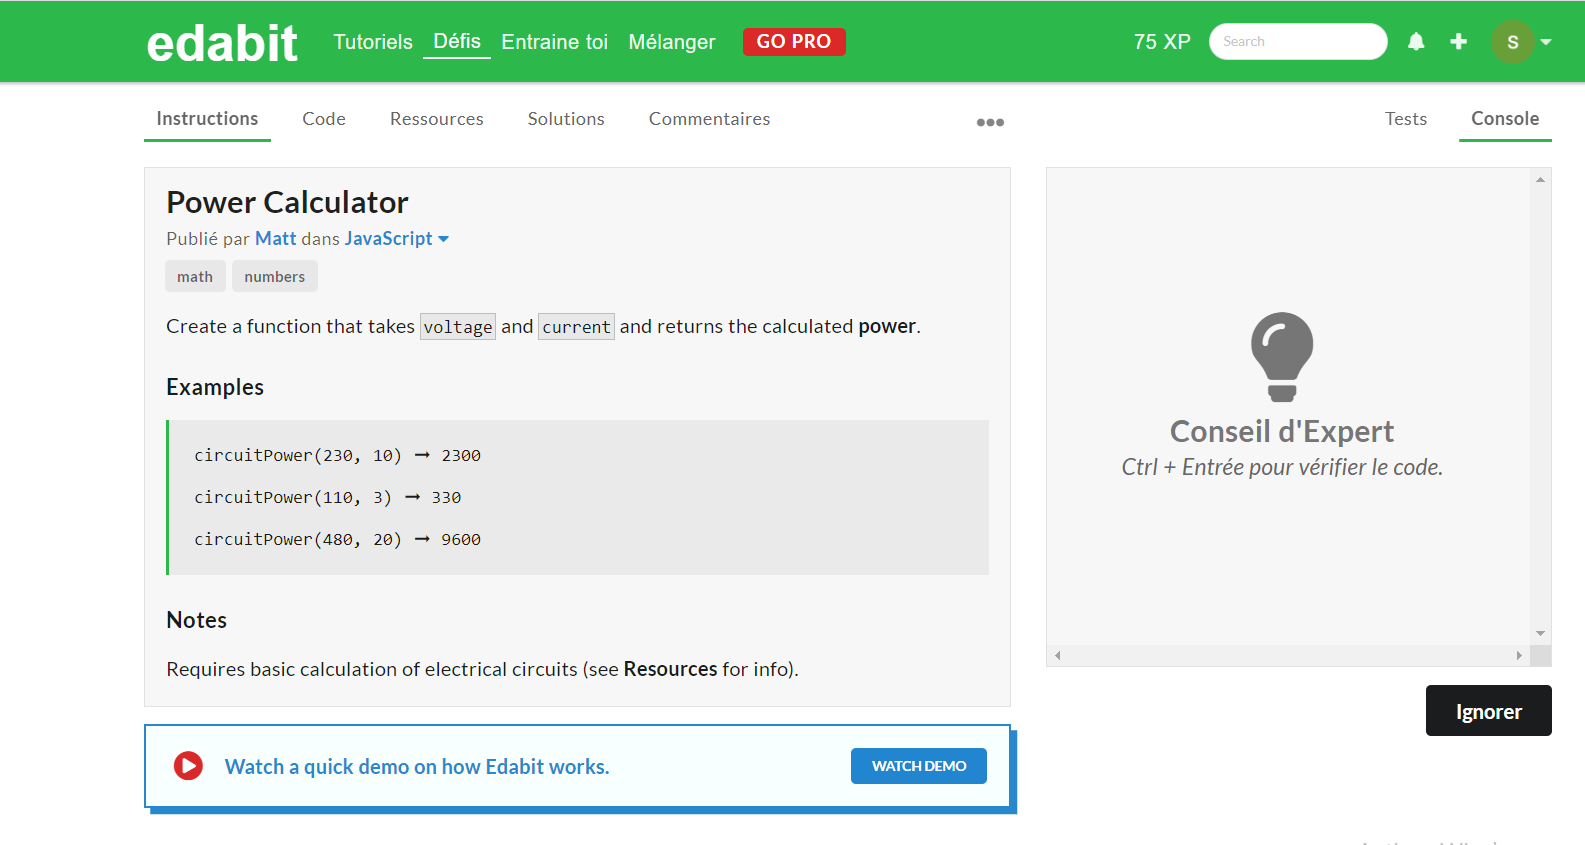 edabit Tutoriels Défis Entraine toi Mélanger GO PRO 75 XP Search S
Instructions Code Ressources Solutions Commentaires ••• Tests Console
Power Calculator
Publié par Matt dans JavaScript
math numbers
Create a function that takes voltage and current and returns the calculated power.
Examples
circuitPower(230, 10) ➞ 2300
circuitPower(110, 3) ➞ 330
circuitPower(480, 20) ➞ 9600
Notes
Requires basic calculation of electrical circuits (see Resources for info).
Watch a quick demo on how Edabit works. WATCH DEMO
Conseil d'Expert
Ctrl + Entrée pour vérifier le code.
Ignorer